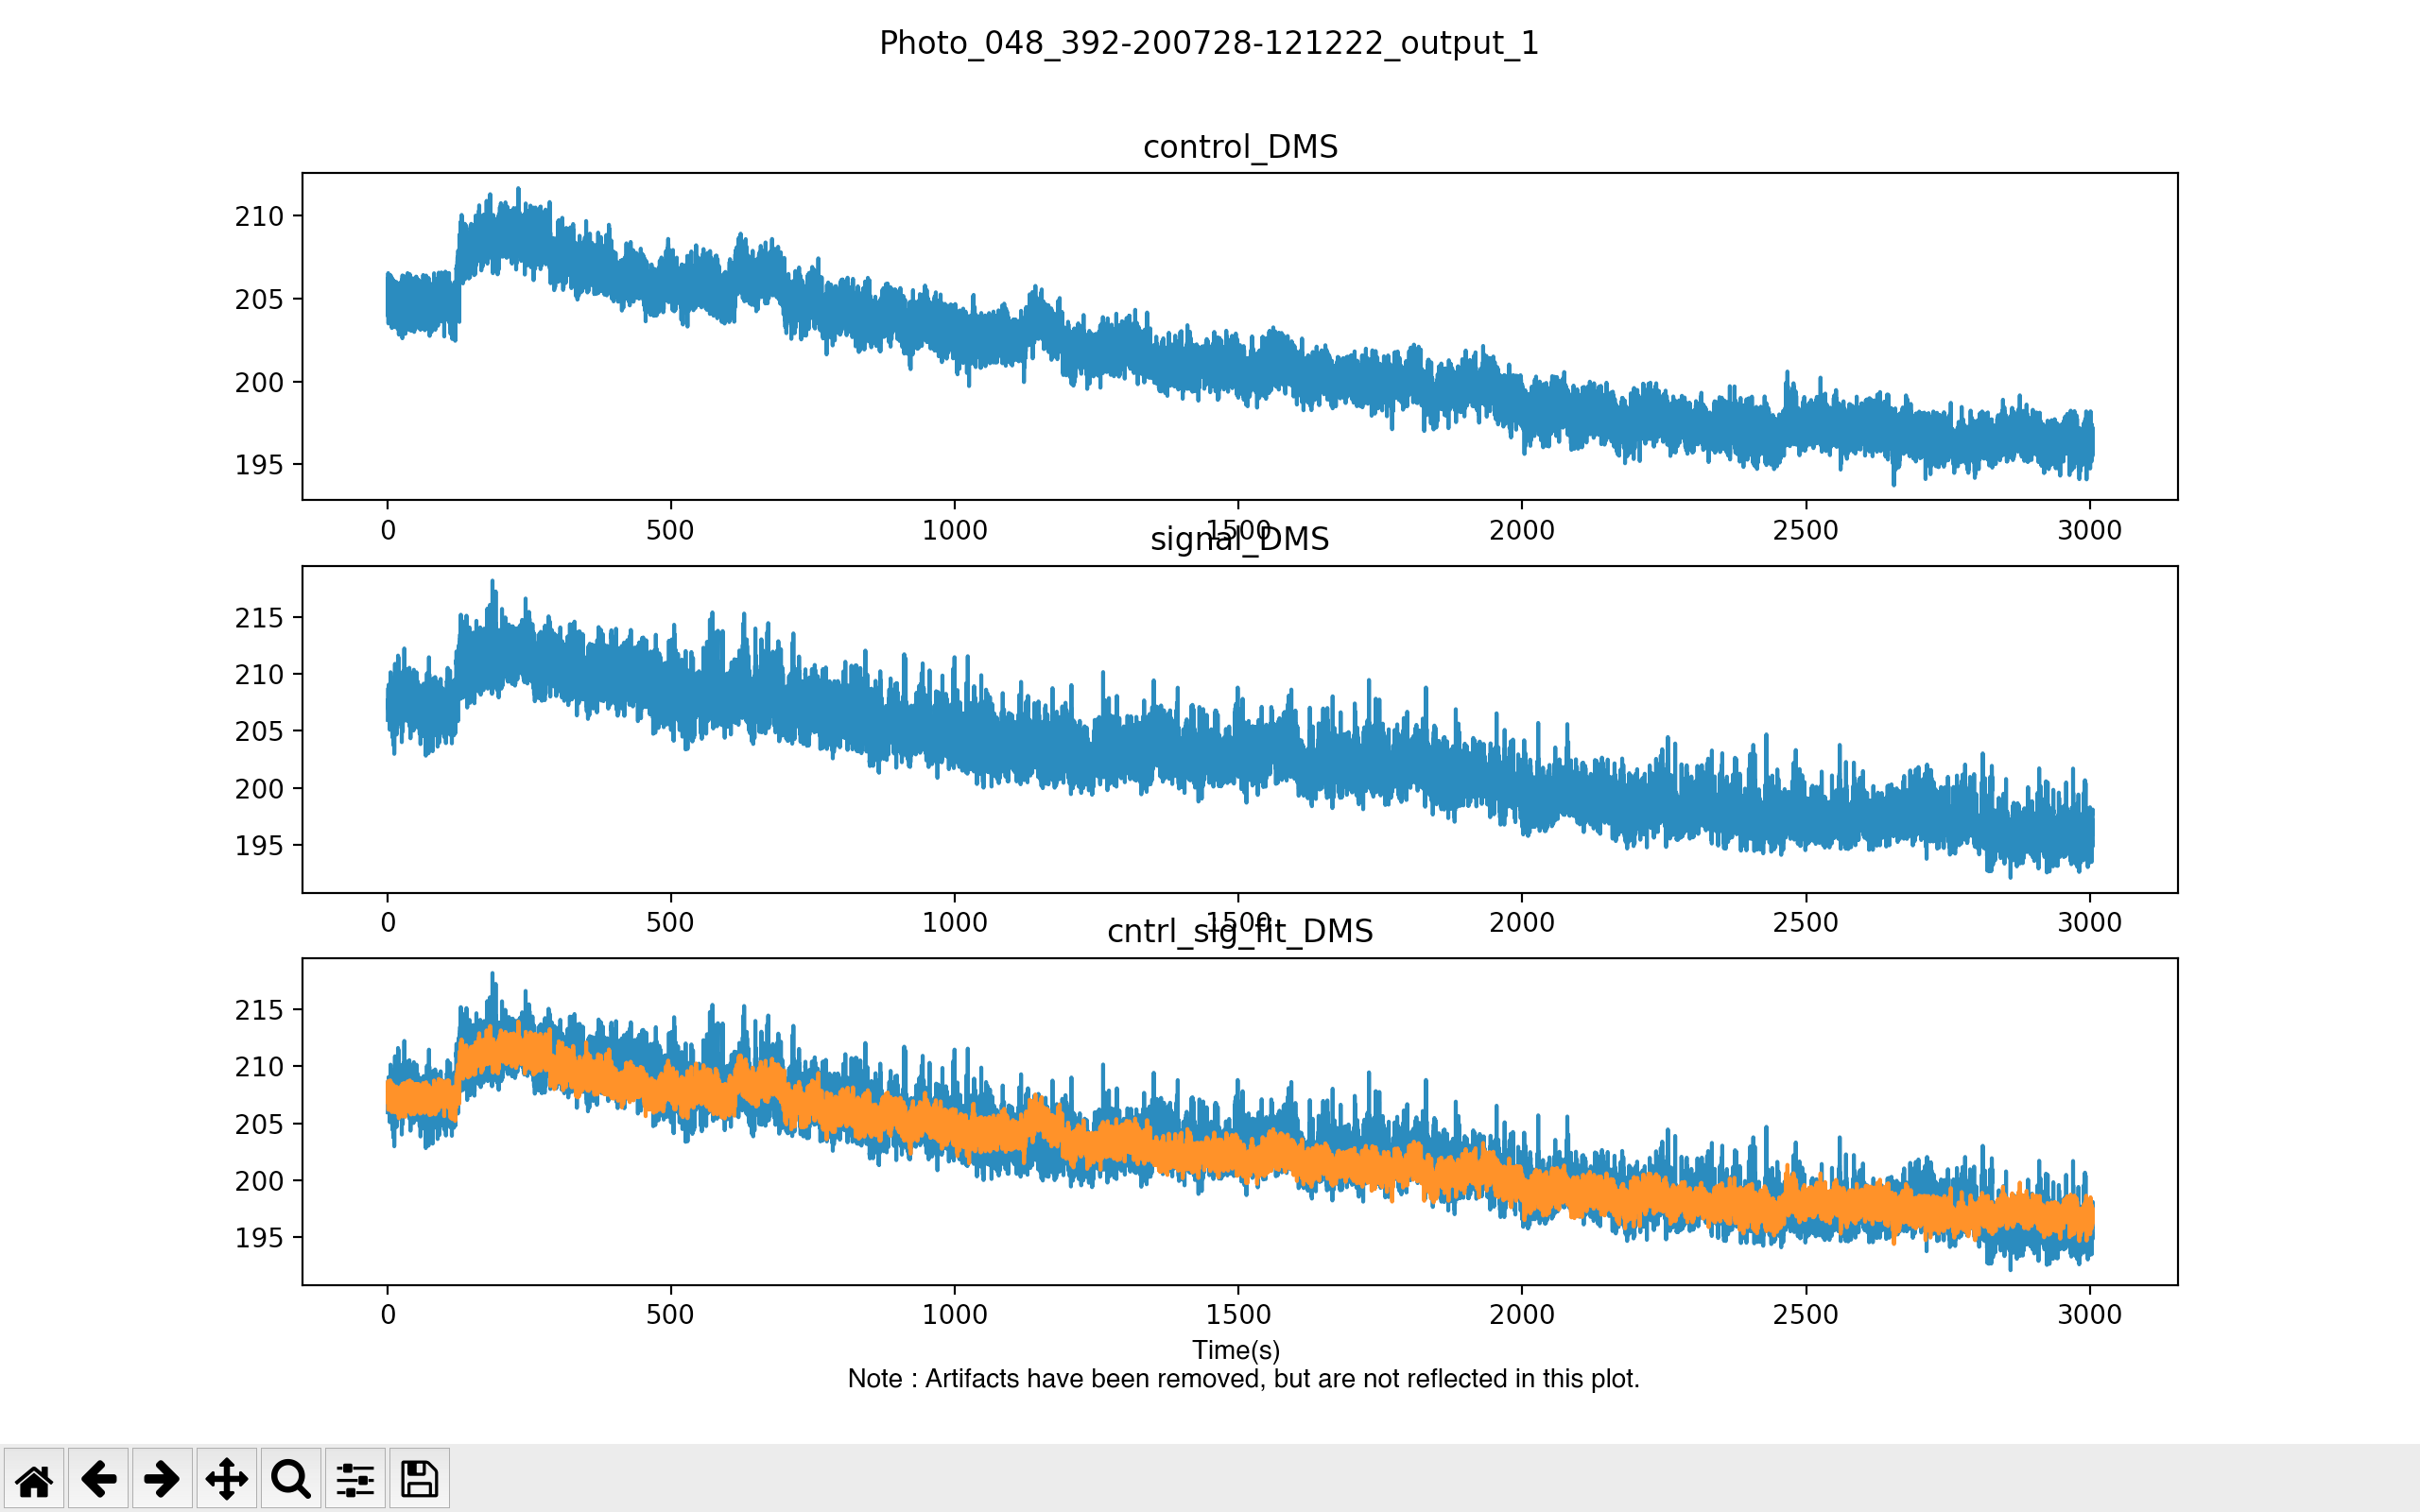 Photo_048_392-200728-121222_output_1
control_DMS
210
205
200
195
0 500 1000 1500 2000 2500 3000
signal_DMS
215
210
205
200
195
0 500 1000 1500 2000 2500 3000
cntrl_sig_fit_DMS
215
210
205
200
195
0 500 1000 1500 2000 2500 3000
Time(s)
Note : Artifacts have been removed, but are not reflected in this plot.